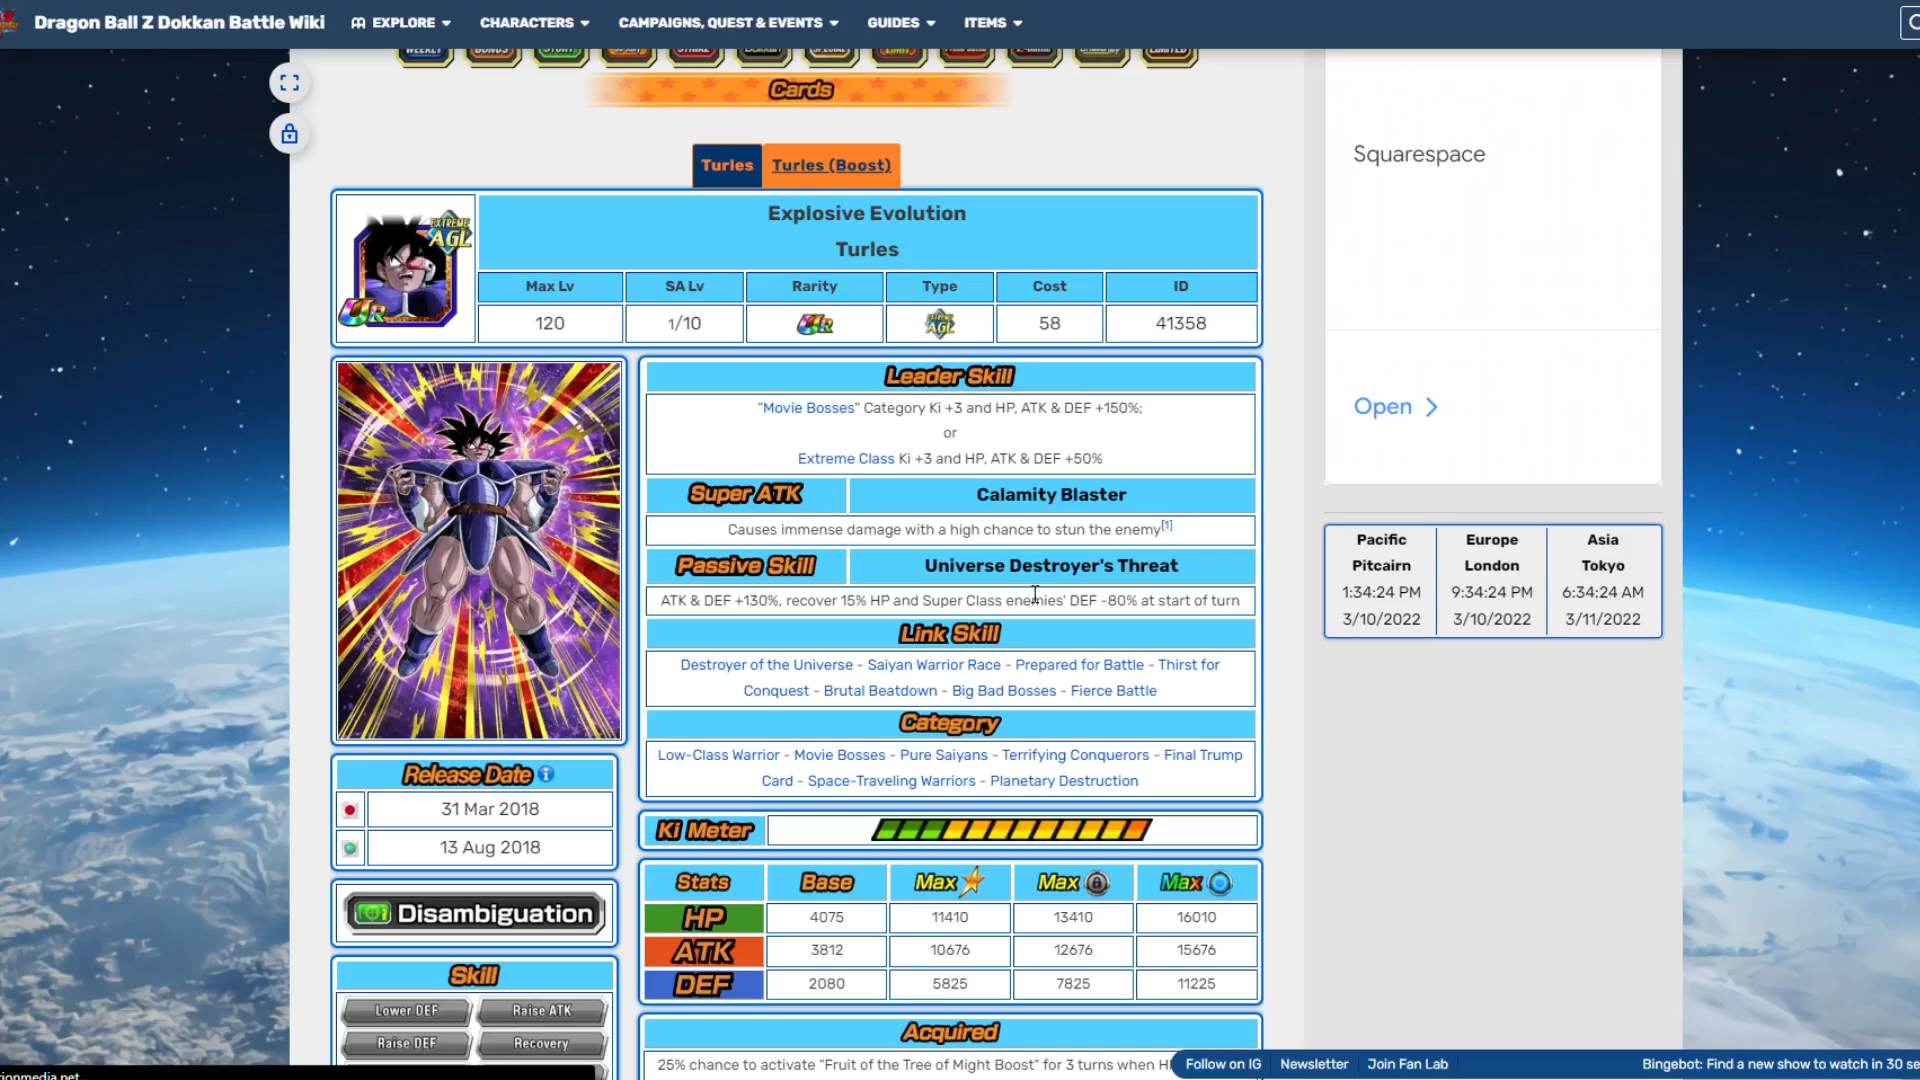 Dragon Ball Z Dokkan Battle Wiki
EXPLORE
CHARACTERS
CAMPAIGNS, QUEST & EVENTS
GUIDES
ITEMS
WEEKLY
LIMITED
Cards
Turles
Turles (Boost)
EXTREME
AGL
UR
Explosive Evolution
Turles
Max Lv
SA Lv
Rarity
Type
Cost
ID
120
1/10
UR
EXTREME
AGL
58
41358
Leader Skill
"Movie Bosses" Category Ki +3 and HP, ATK & DEF +150%;
or
Extreme Class Ki +3 and HP, ATK & DEF +50%
Super ATK
Calamity Blaster
Causes immense damage with a high chance to stun the enemy[1]
Passive Skill
Universe Destroyer's Threat
ATK & DEF +130%, recover 15% HP and Super Class enemies' DEF -80% at start of turn
Link Skill
Destroyer of the Universe - Saiyan Warrior Race - Prepared for Battle - Thirst for
Conquest - Brutal Beatdown - Big Bad Bosses - Fierce Battle
Category
Low-Class Warrior - Movie Bosses - Pure Saiyans - Terrifying Conquerors - Final Trump
Card - Space-Traveling Warriors - Planetary Destruction
Release Date
31 Mar 2018
13 Aug 2018
Disambiguation
Skill
Lower DEF
Raise ATK
Raise DEF
Recovery
Ki Meter
Stats
Base
Max
Max
Max
HP
4075
11410
13410
16010
ATK
3812
10676
12676
15676
DEF
2080
5825
7825
11225
Acquired
25% chance to activate "Fruit of the Tree of Might Boost" for 3 turns when H
Squarespace
Open
Pacific
Pitcairn
1:34:24 PM
3/10/2022
Europe
London
9:34:24 PM
3/10/2022
Asia
Tokyo
6:34:24 AM
3/11/2022
Follow on IG
Newsletter
Join Fan Lab
Bingebot: Find a new show to watch in 30 se